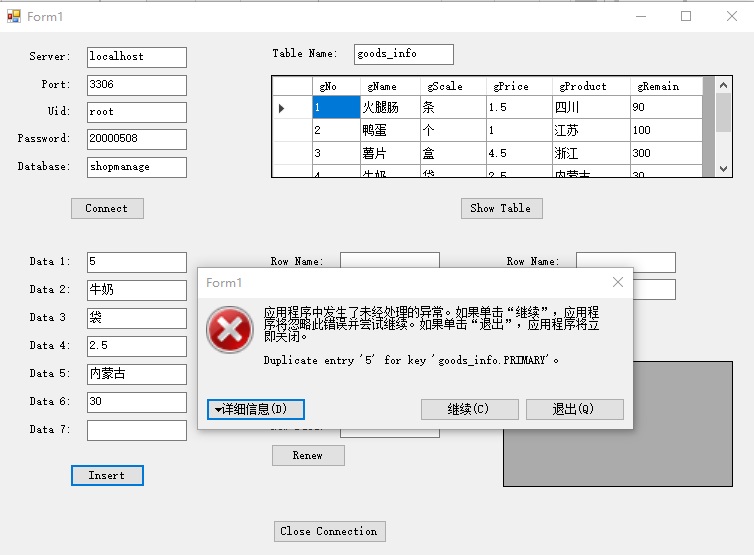 Form1
Server: localhost
Port: 3306
Uid: root
Password: 20000508
Database: shopmanage
Connect
Table Name: goods_info
gNo gName gScale gPrice gProduct gRemain
1 火腿肠 条 1.5 四川 90
2 鸭蛋 个 1 江苏 100
3 薯片 盒 4.5 浙江 300
4 牛奶 袋 2.5 内蒙古 30
Show Table
Data 1: 5
Data 2: 牛奶
Data 3 袋
Data 4: 2.5
Data 5: 内蒙古
Data 6: 30
Data 7:
Insert
Row Name:
Row Name:
Form1
应用程序中发生了未经处理的异常。如果单击“继续”，应用程
序将忽略此错误并尝试继续。如果单击“退出”，应用程序将立
即关闭。
Duplicate entry '5' for key 'goods_info.PRIMARY'。
详细信息(D)
继续(C)
退出(Q)
Renew
Close Connection